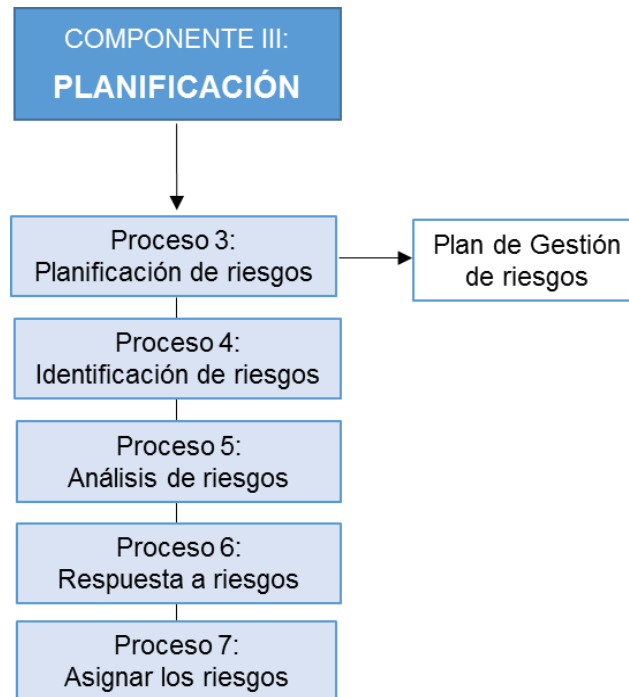 COMPONENTE III:
PLANIFICACIÓN
Proceso 3:
Planificación de riesgos
Plan de Gestión
de riesgos
Proceso 4:
Identificación de riesgos
Proceso 5:
Análisis de riesgos
Proceso 6:
Respuesta a riesgos
Proceso 7:
Asignar los riesgos